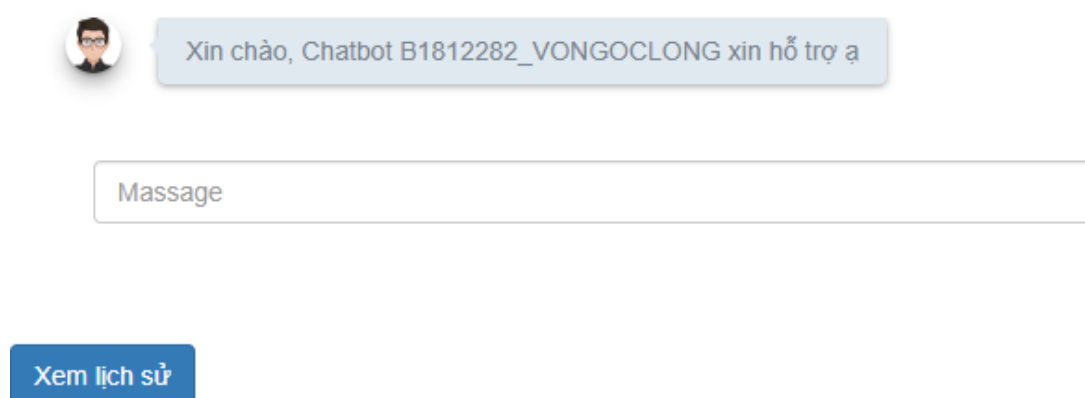 Xin chào, Chatbot B1812282_VONGOCLONG xin hỗ trợ ạ
Massage
Xem lịch sử